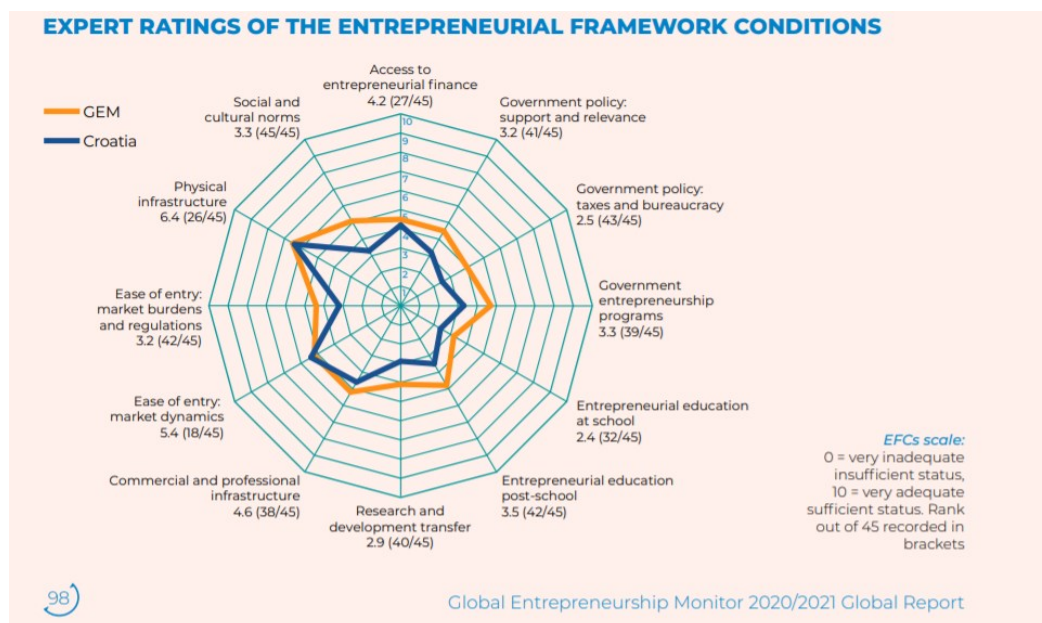 EXPERT RATINGS OF THE ENTREPRENEURIAL FRAMEWORK CONDITIONS
GEM
Croatia
Access to
entrepreneurial finance
4.2 (27/45)
Government policy:
support and relevance
3.2 (41/45)
Government policy:
taxes and bureaucracy
2.5 (43/45)
Government
entrepreneurship
programs
3.3 (39/45)
Entrepreneurial education
at school
2.4 (32/45)
Entrepreneurial education
post-school
3.5 (42/45)
Research and
development transfer
2.9 (40/45)
Commercial and professional
infrastructure
4.6 (38/45)
Ease of entry:
market dynamics
5.4 (18/45)
Ease of entry:
market burdens
and regulations
3.2 (42/45)
Physical
infrastructure
6.4 (26/45)
Social and
cultural norms
3.3 (45/45)
10
9
8
7
6
5
4
3
2
1
EFCs scale:
0 = very inadequate
insufficient status,
10 = very adequate
sufficient status. Rank
out of 45 recorded in
brackets
98
Global Entrepreneurship Monitor 2020/2021 Global Report